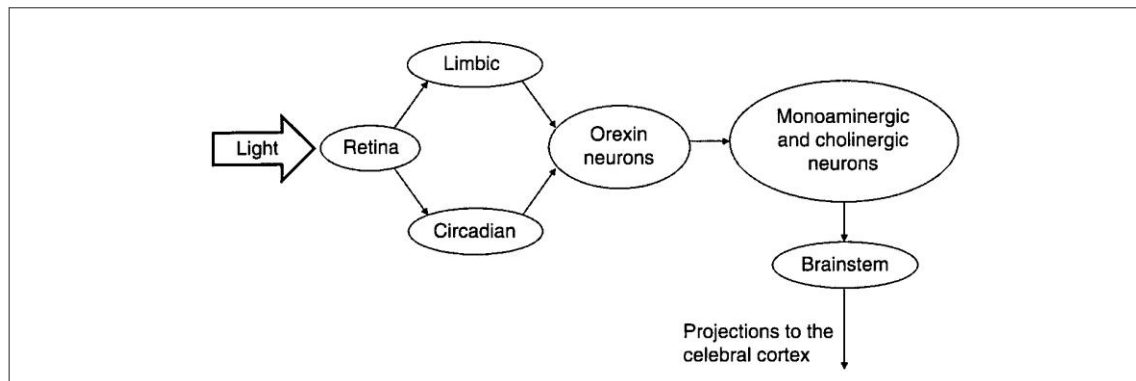 Light
Retina
Limbic
Circadian
Orexin
neurons
Monoaminergic
and cholinergic
neurons
Brainstem
Projections to the
celebral cortex